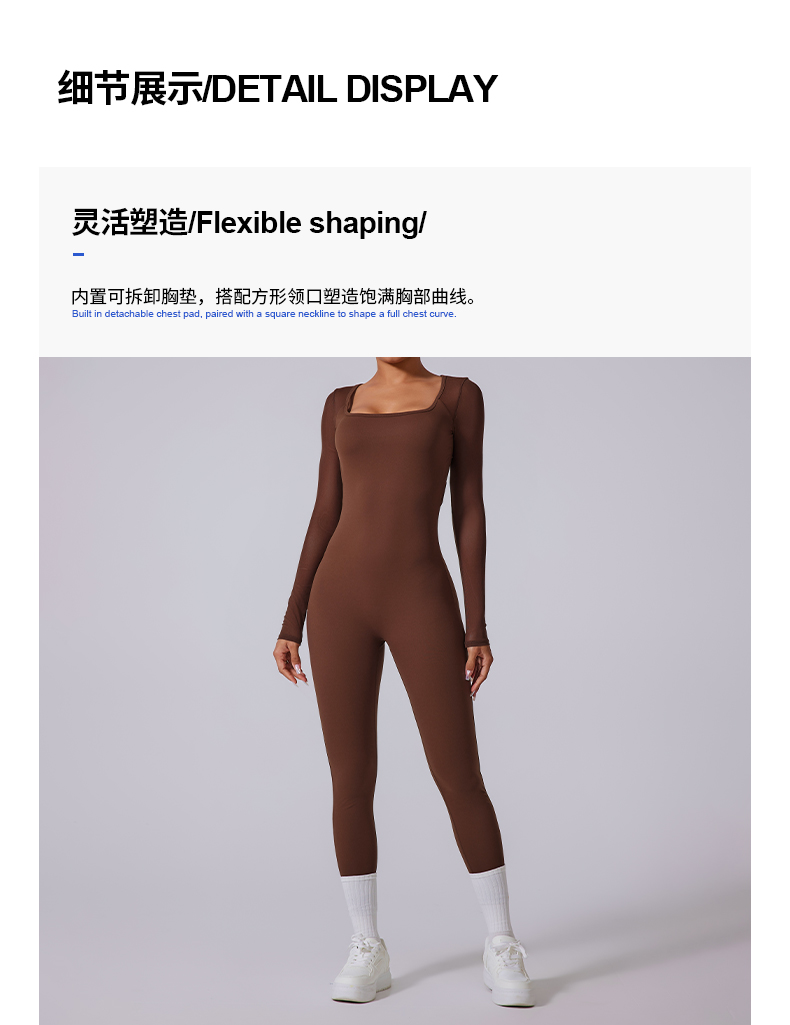 细节展示/DETAIL DISPLAY
灵活塑造/Flexible shaping/
内置可拆卸胸垫，搭配方形领口塑造饱满胸部曲线。
Built in detachable chest pad, paired with a square neckline to shape a full chest curve.